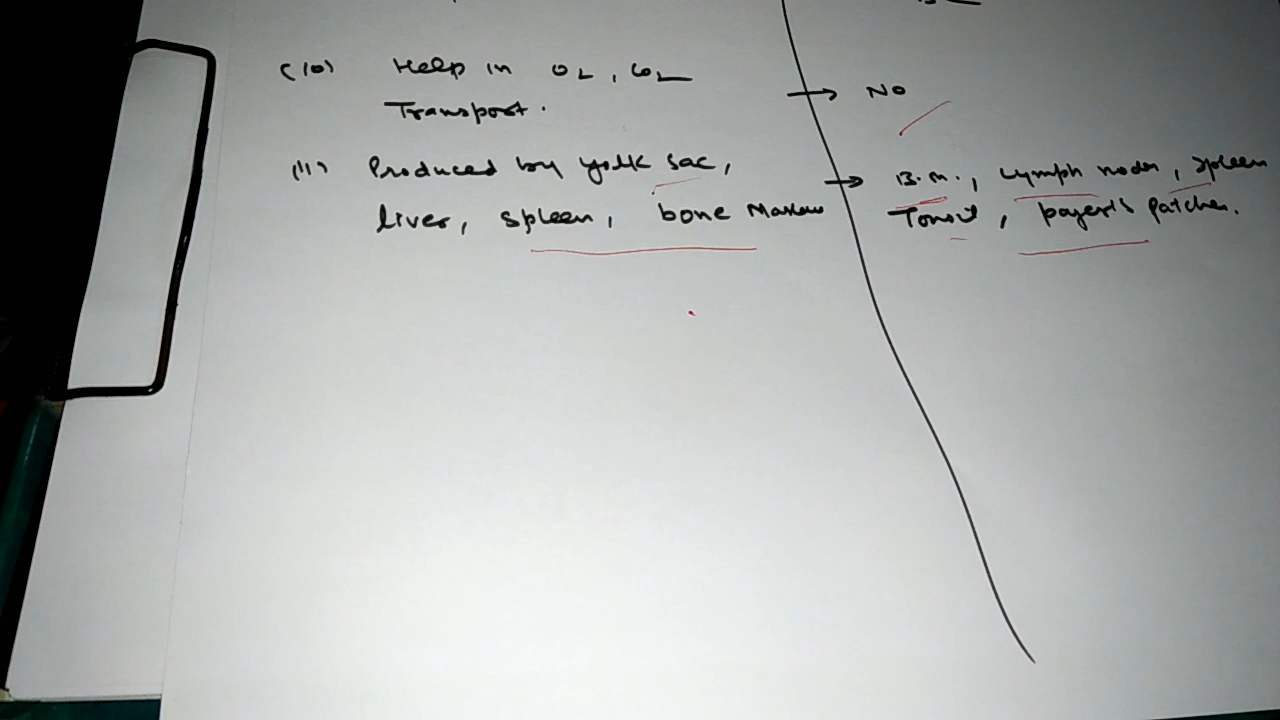 (10) Help in O2, CO2 → No
Transport.
(11) Produced by yolk sac, → B.M., Lymph nodes, Spleen
liver, spleen, bone Marrow Tonsil, payer's Patches.